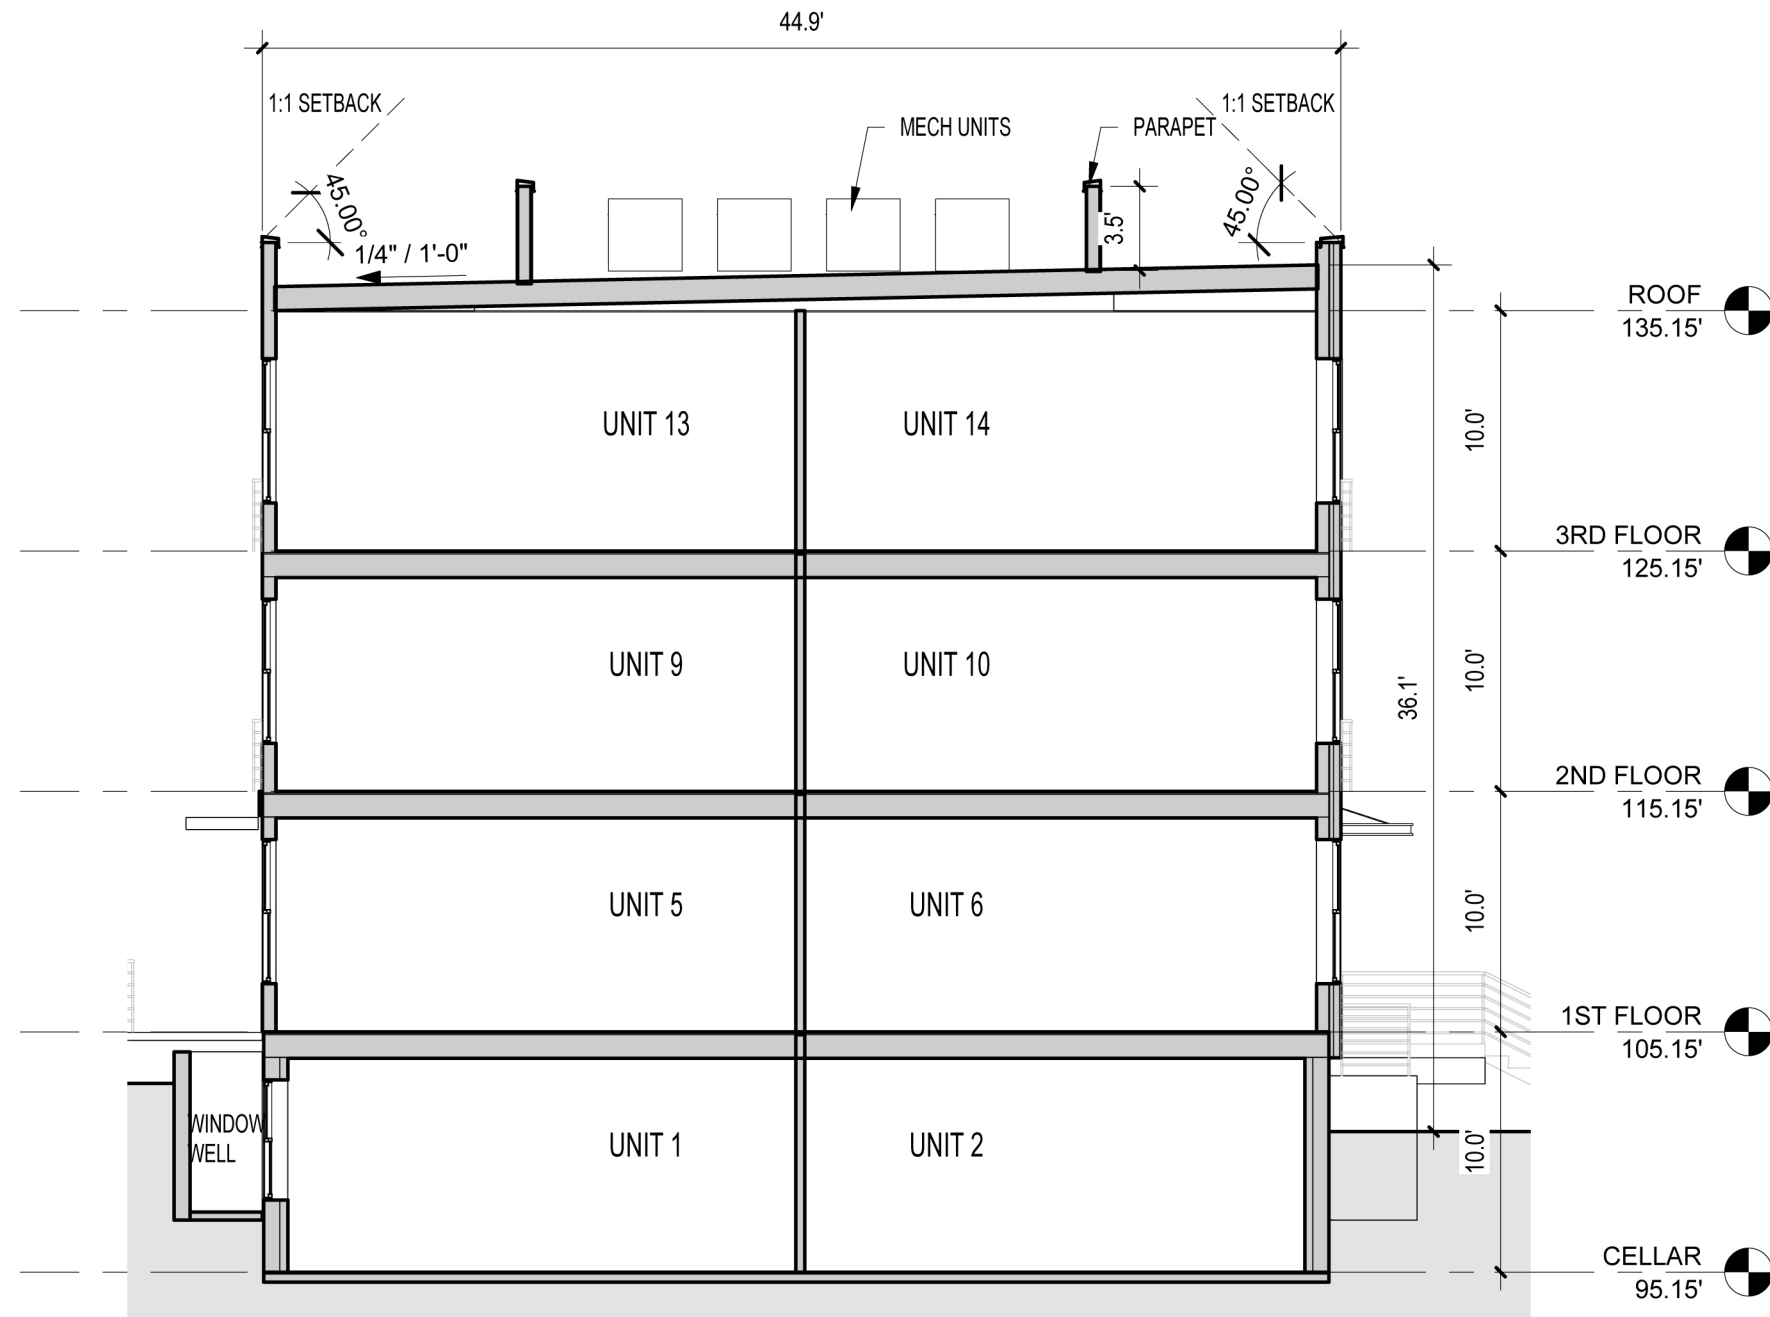 44.9'
1:1 SETBACK
1:1 SETBACK
MECH UNITS
PARAPET
45.00°
45.00°
3.5'
1/4" / 1'-0"
ROOF
135.15'
UNIT 13
UNIT 14
10.0'
3RD FLOOR
125.15'
UNIT 9
UNIT 10
10.0'
36.1'
2ND FLOOR
115.15'
UNIT 5
UNIT 6
10.0'
1ST FLOOR
105.15'
WINDOW
WELL
UNIT 1
UNIT 2
10.0'
CELLAR
95.15'